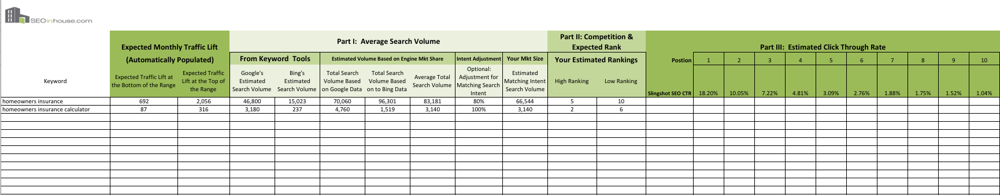 SEOinhouse.com
Expected Monthly Traffic Lift
(Automatically Populated)
Part I:  Average Search Volume
Part II: Competition &
Expected Rank
Part III:  Estimated Click Through Rate
From Keyword  Tools
Estimated Volume Based on Engine Mkt Share
Intent Adjustment
Your Mkt Size
Your Estimated Rankings
Postion 1 2 3 4 5 6 7 8 9 10
Keyword
Expected Traffic Lift at
the Bottom of the Range
Expected Traffic
Lift at the Top of
the Range
Google's
Estimated
Search Volume
Bing's
Estimated
Search Volume
Total Search
Volume Based
on Google Data
Total Search
Volume Based
on to Bing Data
Average Total
Search Volume
Optional:
Adjustment for
Matching Search
Intent
Estimated
Matching Intent
Search Volume
High Ranking
Low Ranking
Slingshot SEO CTR 18.20% 10.05% 7.22% 4.81% 3.09% 2.76% 1.88% 1.75% 1.52% 1.04%
homeowners insurance 692 2,056 46,800 15,023 70,060 96,301 83,181 80% 66,544 5 10
homeowners insurance calculator 87 316 3,180 237 4,760 1,519 3,140 100% 3,140 2 6